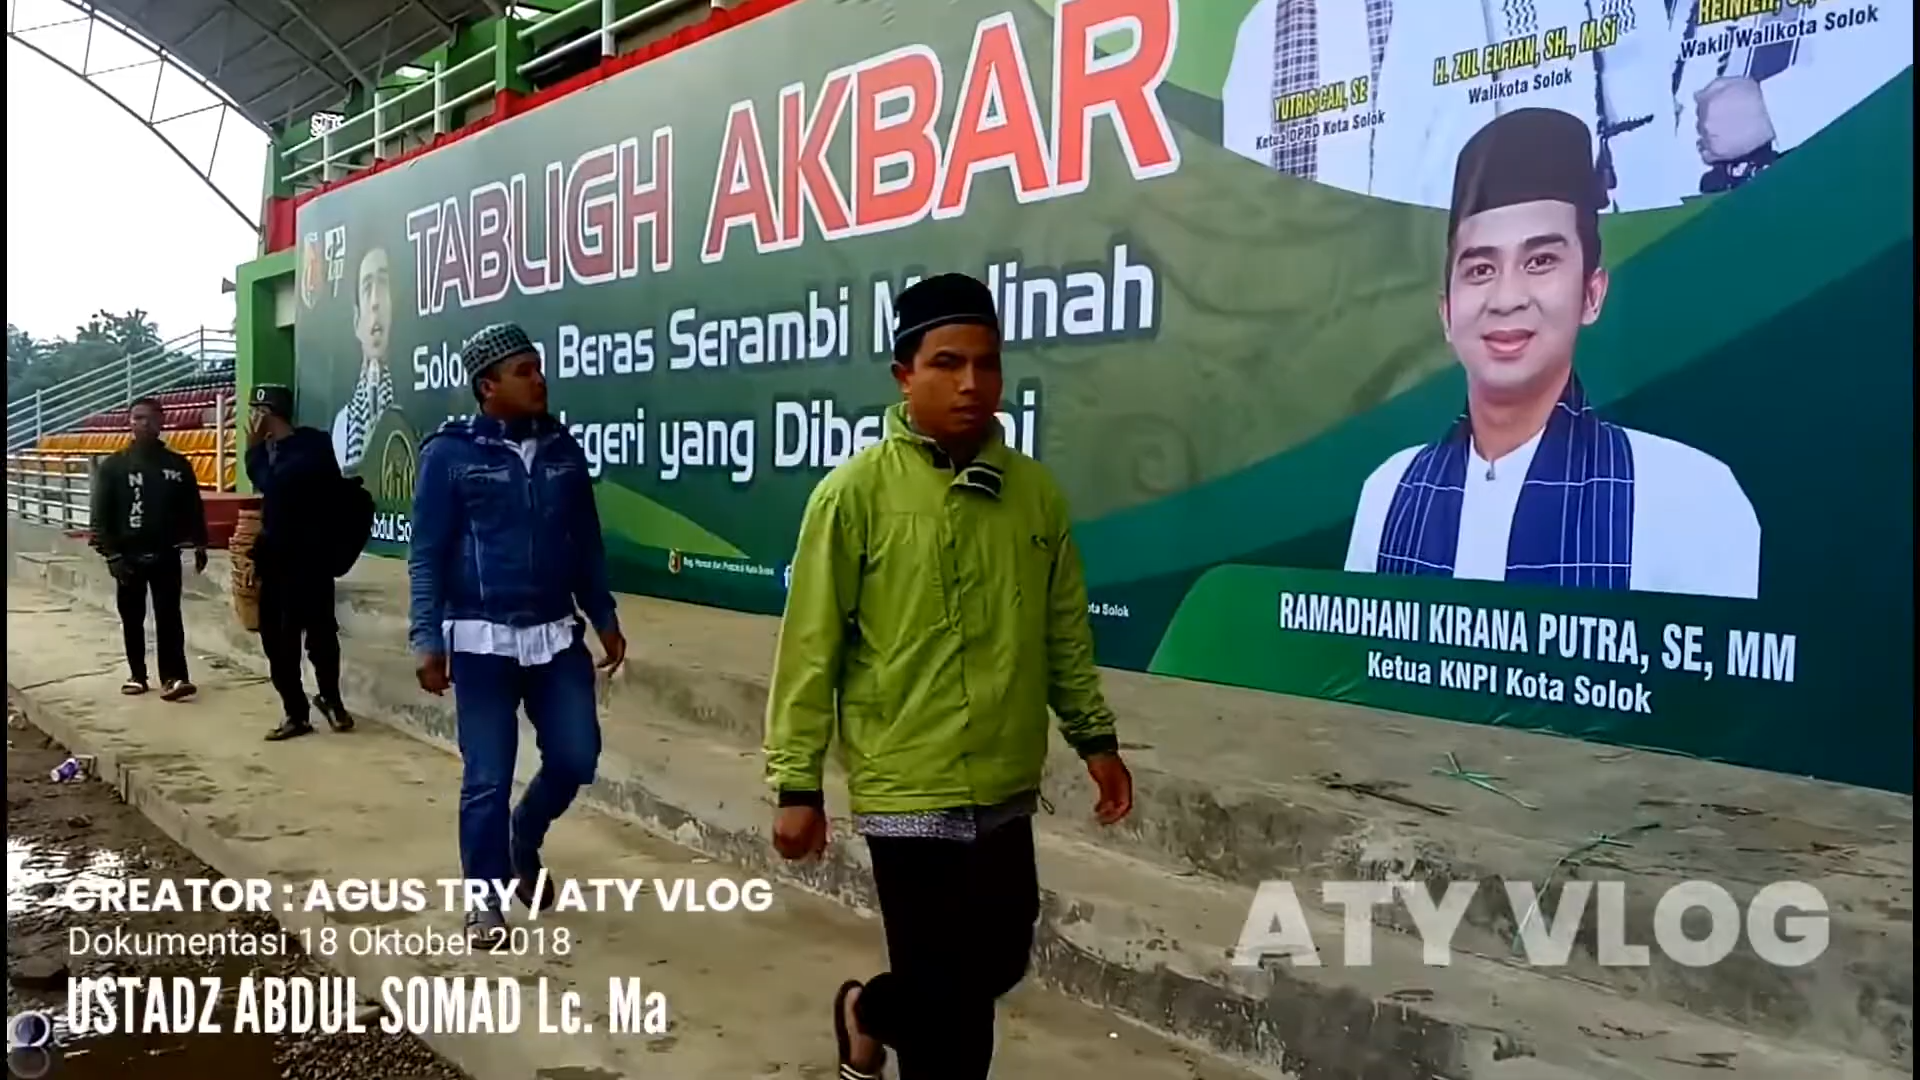 TABLIGH AKBAR
Beras Serambi
geri yang
YUTRIS CAN, SE
Ketua DPRD Kota Solok
H. ZUL ELFIAN, SH., M.Si
Walikota Solok
Wakil Walikota Solok
RAMADHANI KIRANA PUTRA, SE, MM
Ketua KNPI Kota Solok
NIKE
CREATOR : AGUS TRY / ATY VLOG
Dokumentasi 18 Oktober 2018
USTADZ ABDUL SOMAD Lc. Ma
ATY VLOG